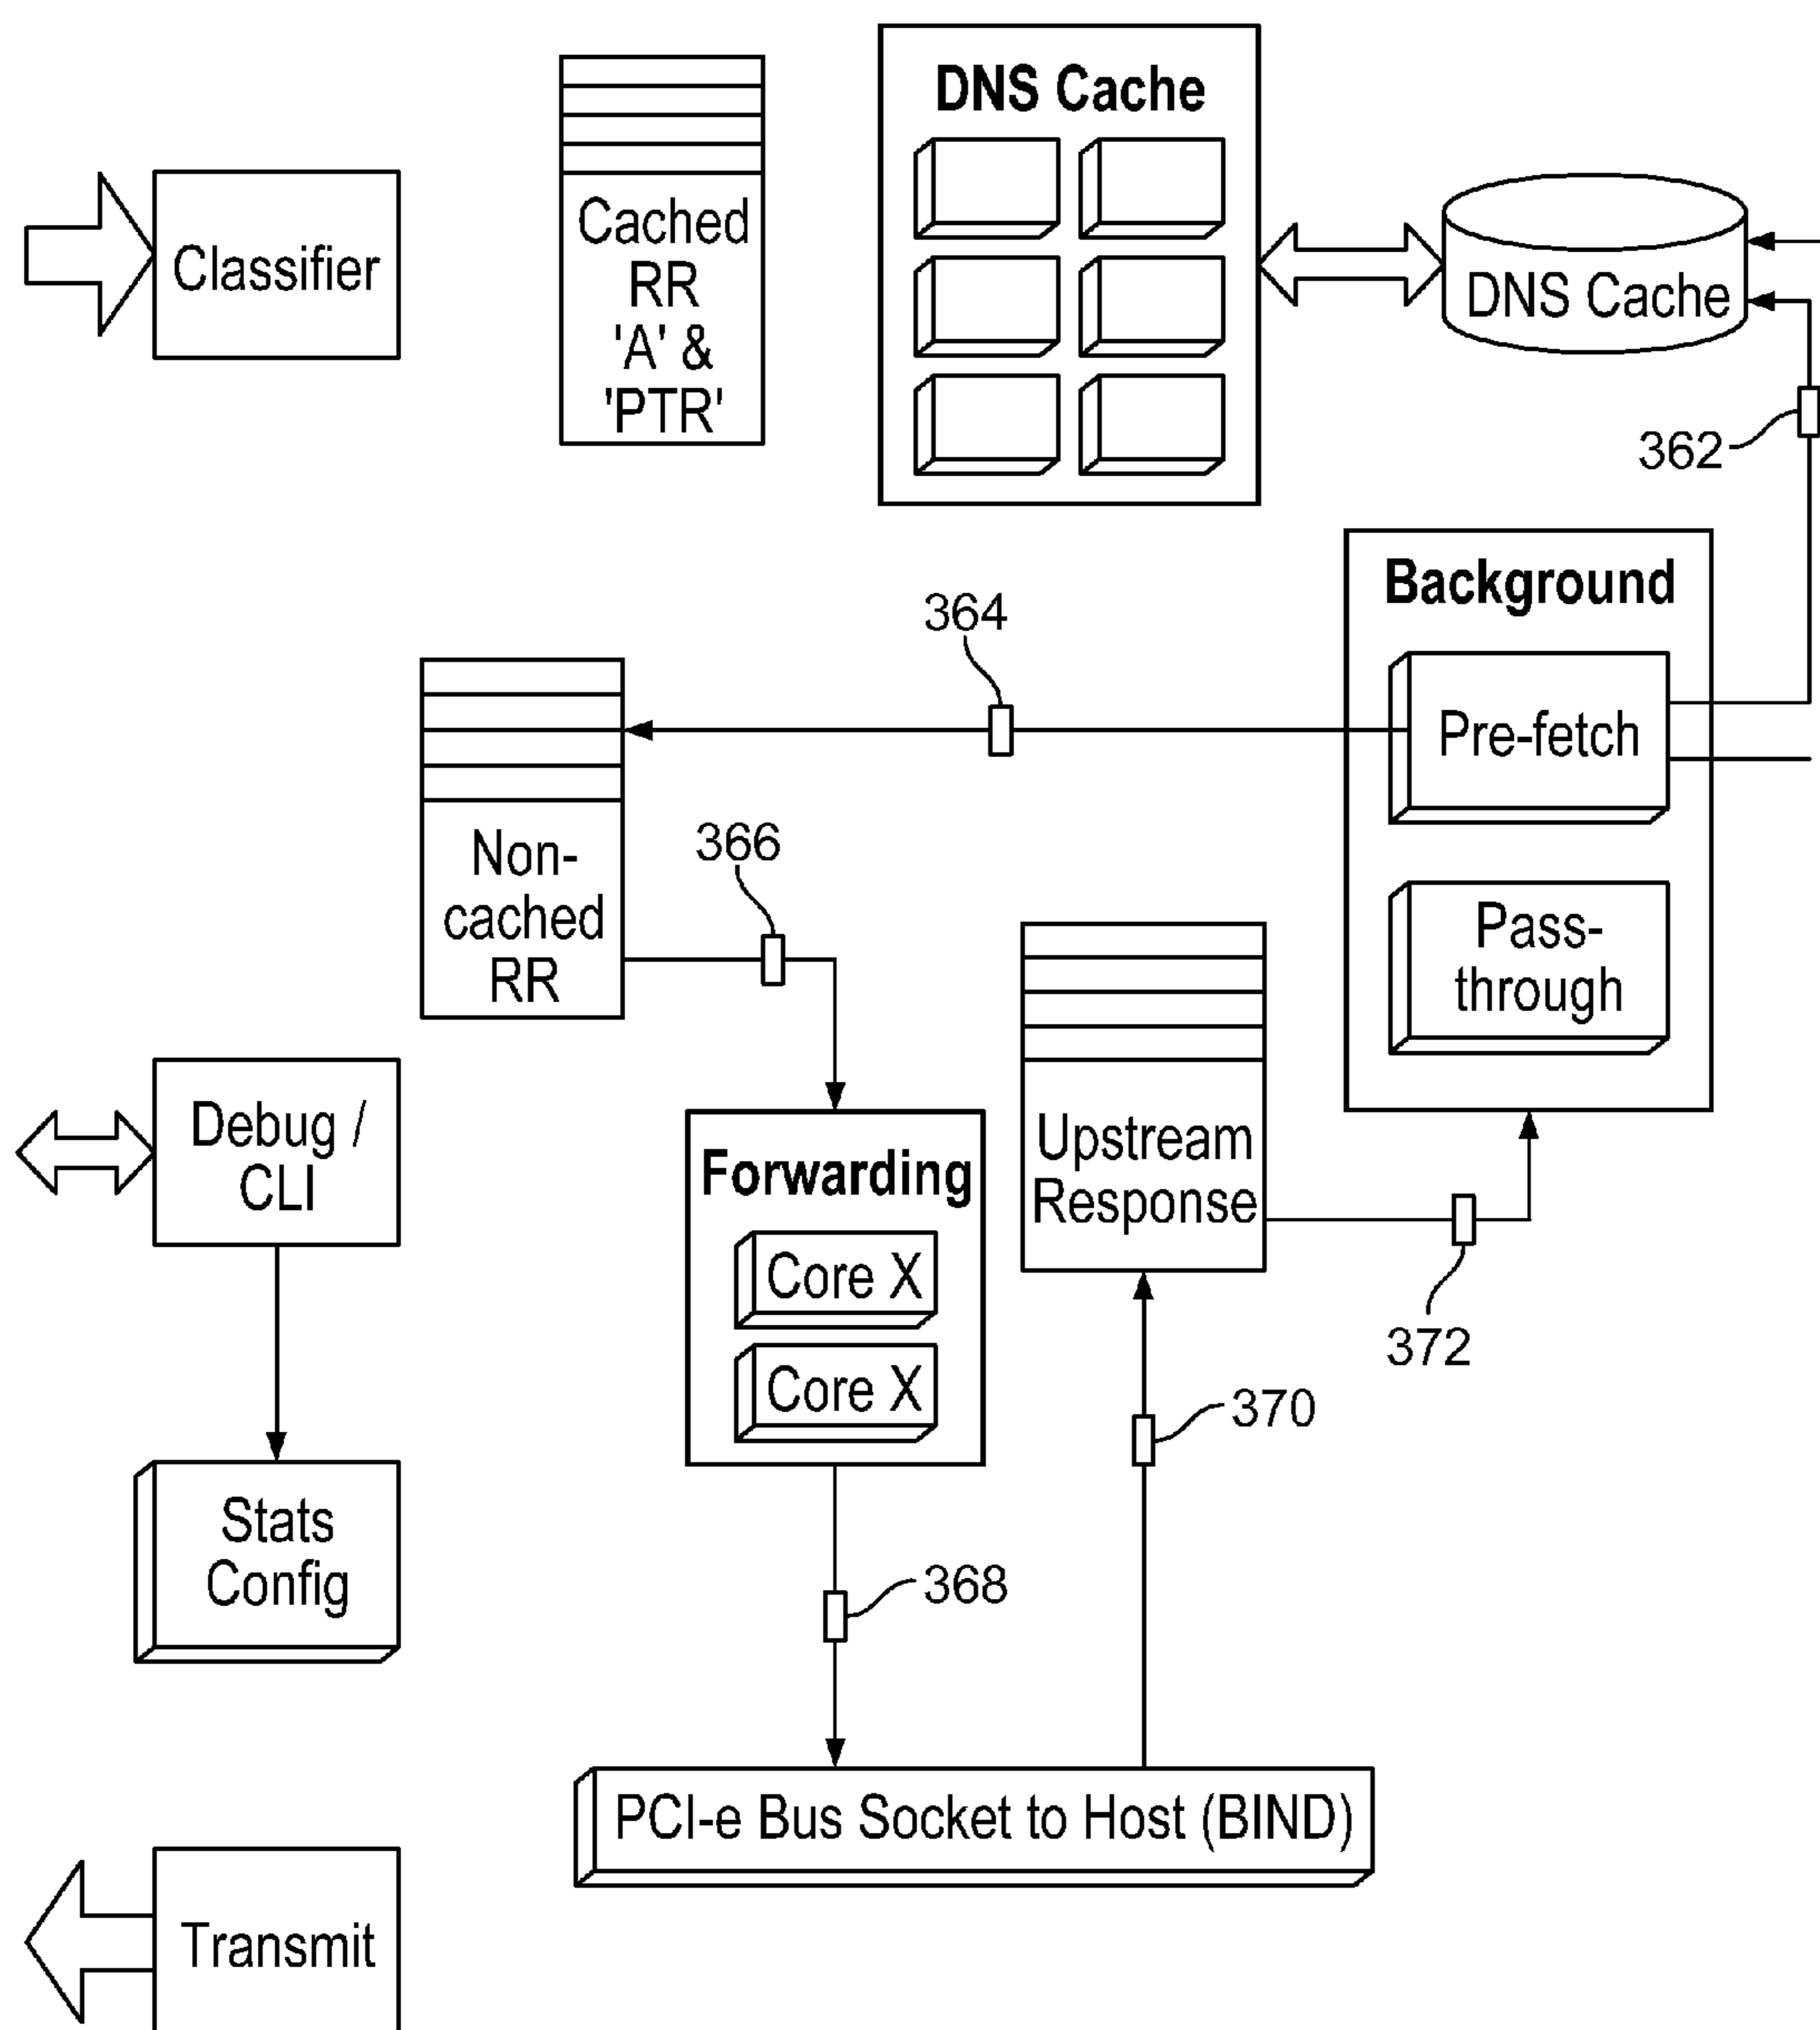 DNS Cache
Classifier
Cached
RR
'A' &
'PTR'
DNS Cache
362
Background
364
Pre-fetch
Non-
cached
RR
366
Pass-
through
Debug /
CLI
Forwarding
Core X
Core X
Upstream
Response
372
370
Stats
Config
368
PCI-e Bus Socket to Host (BIND)
Transmit